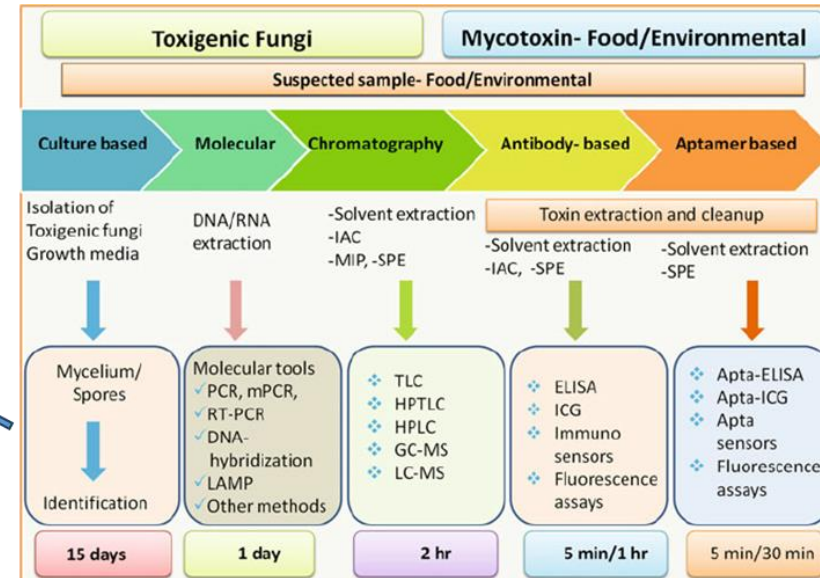 Toxigenic Fungi
Mycotoxin- Food/Environmental
Suspected sample- Food/Environmental
Culture based
Molecular
Chromatography
Antibody- based
Aptamer based
Isolation of
Toxigenic fungi
Growth media
DNA/RNA
extraction
-Solvent extraction
-IAC
-MIP, -SPE
Toxin extraction and cleanup
-Solvent extraction
-IAC, -SPE
-Solvent extraction
-SPE
Mycelium/
Spores
Identification
Molecular tools
✓PCR, mPCR,
✓RT-PCR
✓DNA-
hybridization
✓LAMP
✓Other methods
❖ TLC
❖ HPTLC
❖ HPLC
❖ GC-MS
❖ LC-MS
❖ ELISA
❖ ICG
❖ Immuno
sensors
❖ Fluorescence
assays
❖ Apta-ELISA
❖ Apta-ICG
❖ Apta
sensors
❖ Fluorescence
assays
15 days
1 day
2 hr
5 min/1 hr
5 min/30 min